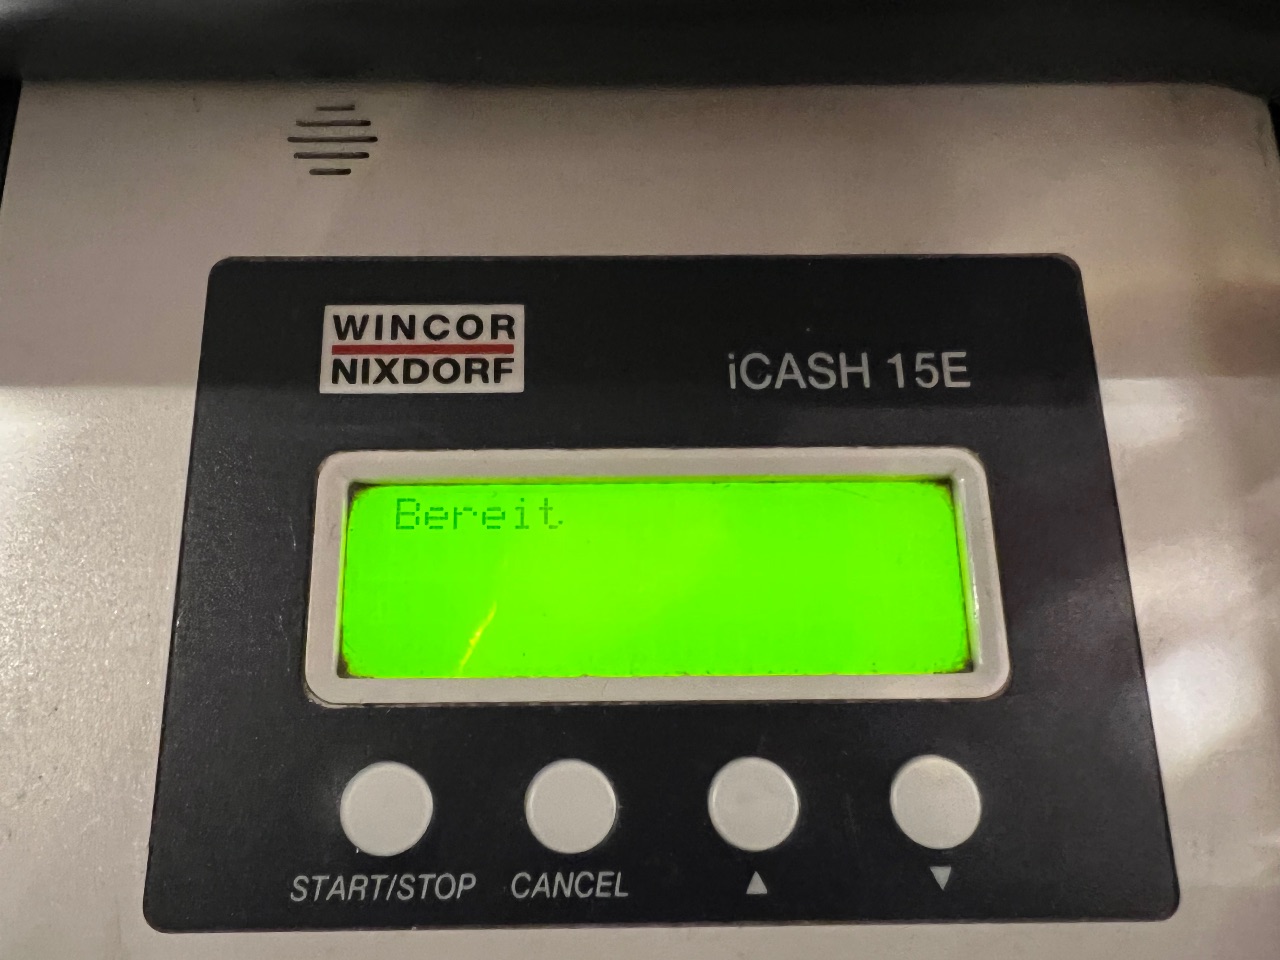 WINCOR
NIXDORF
iCASH 15E
Bereit
START/STOP CANCEL ▲ ▼